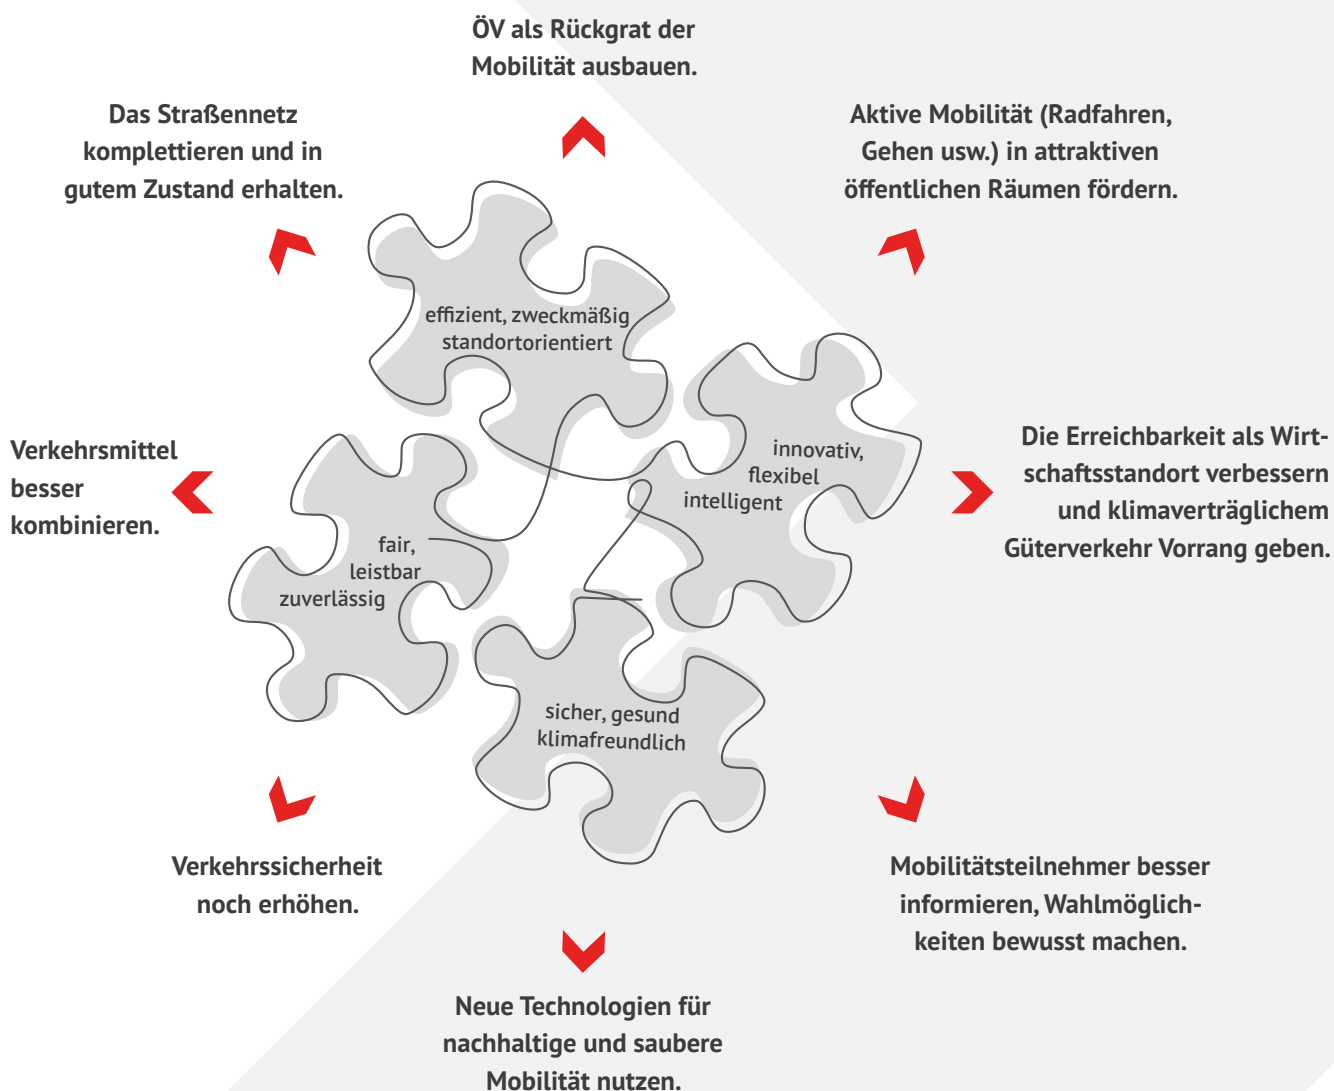 ÖV als Rückgrat der
Mobilität ausbauen.
Das Straßennetz
komplettieren und in
gutem Zustand erhalten.
Aktive Mobilität (Radfahren,
Gehen usw.) in attraktiven
öffentlichen Räumen fördern.
effizient, zweckmäßig
standortorientiert
Verkehrsmittel
besser
kombinieren.
innovativ,
flexibel
intelligent
Die Erreichbarkeit als Wirt-
schaftsstandort verbessern
und klimaverträglichem
Güterverkehr Vorrang geben.
fair,
leistbar
zuverlässig
sicher, gesund
klimafreundlich
Verkehrssicherheit
noch erhöhen.
Mobilitätsteilnehmer besser
informieren, Wahlmöglich-
keiten bewusst machen.
Neue Technologien für
nachhaltige und saubere
Mobilität nutzen.